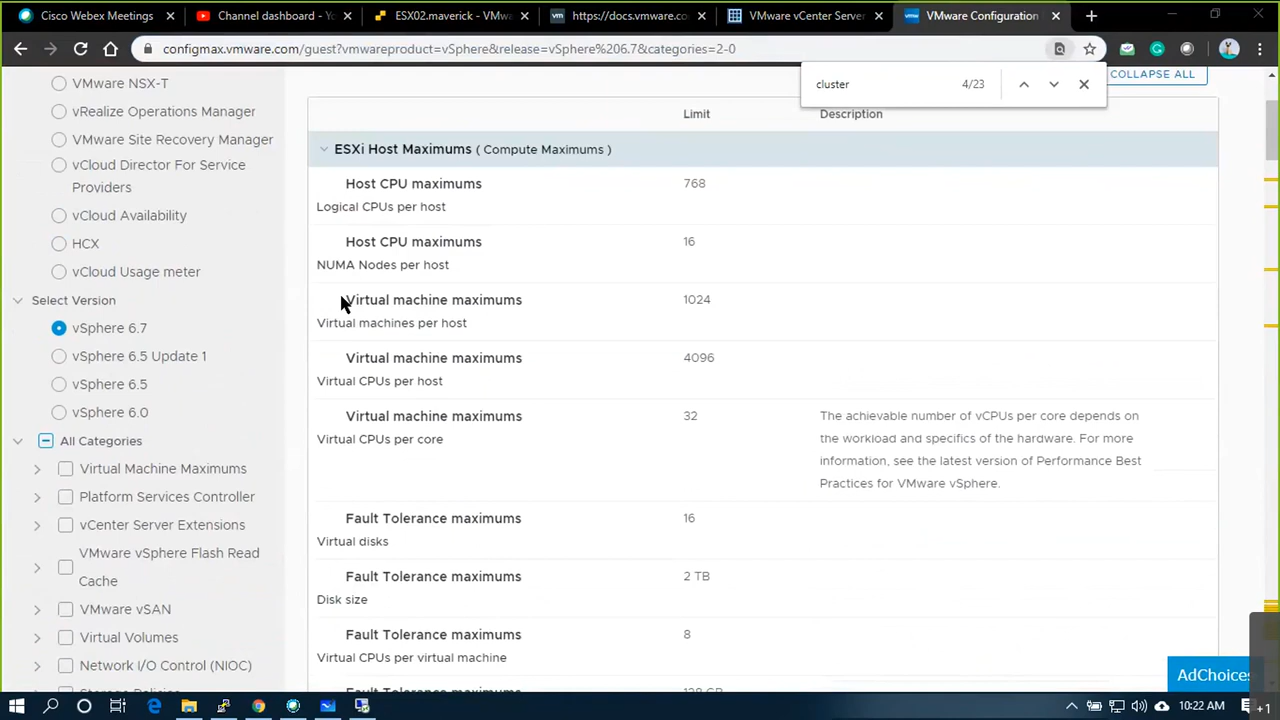 Cisco Webex Meetings
Channel dashboard - Yo
ESX02.maverick - VMw
https://docs.vmware.co
VMware vCenter Server
VMware Configuration
configmax.vmware.com/guest?vmwareproduct=vSphere&release=vSphere%206.7&categories=2-0
cluster
4/23
COLLAPSE ALL
VMware NSX-T
vRealize Operations Manager
VMware Site Recovery Manager
vCloud Director For Service
Providers
vCloud Availability
HCX
vCloud Usage meter
Select Version
vSphere 6.7
vSphere 6.5 Update 1
vSphere 6.5
vSphere 6.0
All Categories
Virtual Machine Maximums
Platform Services Controller
vCenter Server Extensions
VMware vSphere Flash Read
Cache
VMware vSAN
Virtual Volumes
Network I/O Control (NIOC)
Storage Policies
Limit Description
ESXi Host Maximums ( Compute Maximums )
Host CPU maximums 768
Logical CPUs per host
Host CPU maximums 16
NUMA Nodes per host
Virtual machine maximums 1024
Virtual machines per host
Virtual machine maximums 4096
Virtual CPUs per host
Virtual machine maximums 32 The achievable number of vCPUs per core depends on
Virtual CPUs per core the workload and specifics of the hardware. For more
information, see the latest version of Performance Best
Practices for VMware vSphere.
Fault Tolerance maximums 16
Virtual disks
Fault Tolerance maximums 2 TB
Disk size
Fault Tolerance maximums 8
Virtual CPUs per virtual machine
Fault Tolerance maximums 128 GB
AdChoices
10:22 AM
+1